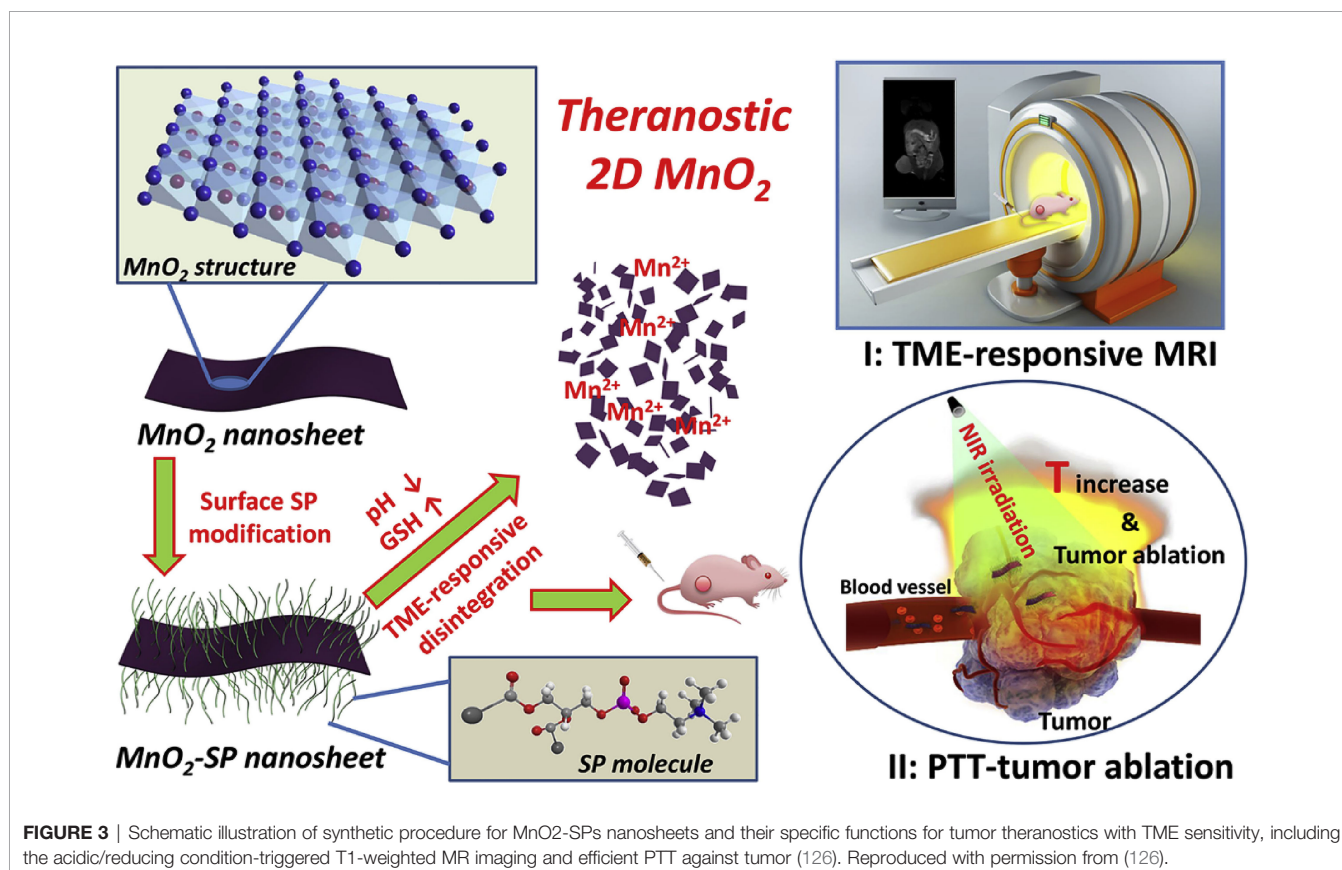 Theranostic
2D MnO2
MnO2 structure
MnO2 nanosheet
Surface SP
modification
pH ↘
GSH ↗
TME-responsive
disintegration
Mn2+
Mn2+
Mn2+
Mn2+
Mn2+
MnO2-SP nanosheet
SP molecule
I: TME-responsive MRI
NIR irradiation
T increase
&
Tumor ablation
Blood vessel
Tumor
II: PTT-tumor ablation
FIGURE 3 | Schematic illustration of synthetic procedure for MnO2-SPs nanosheets and their specific functions for tumor theranostics with TME sensitivity, including
the acidic/reducing condition-triggered T1-weighted MR imaging and efficient PTT against tumor (126). Reproduced with permission from (126).